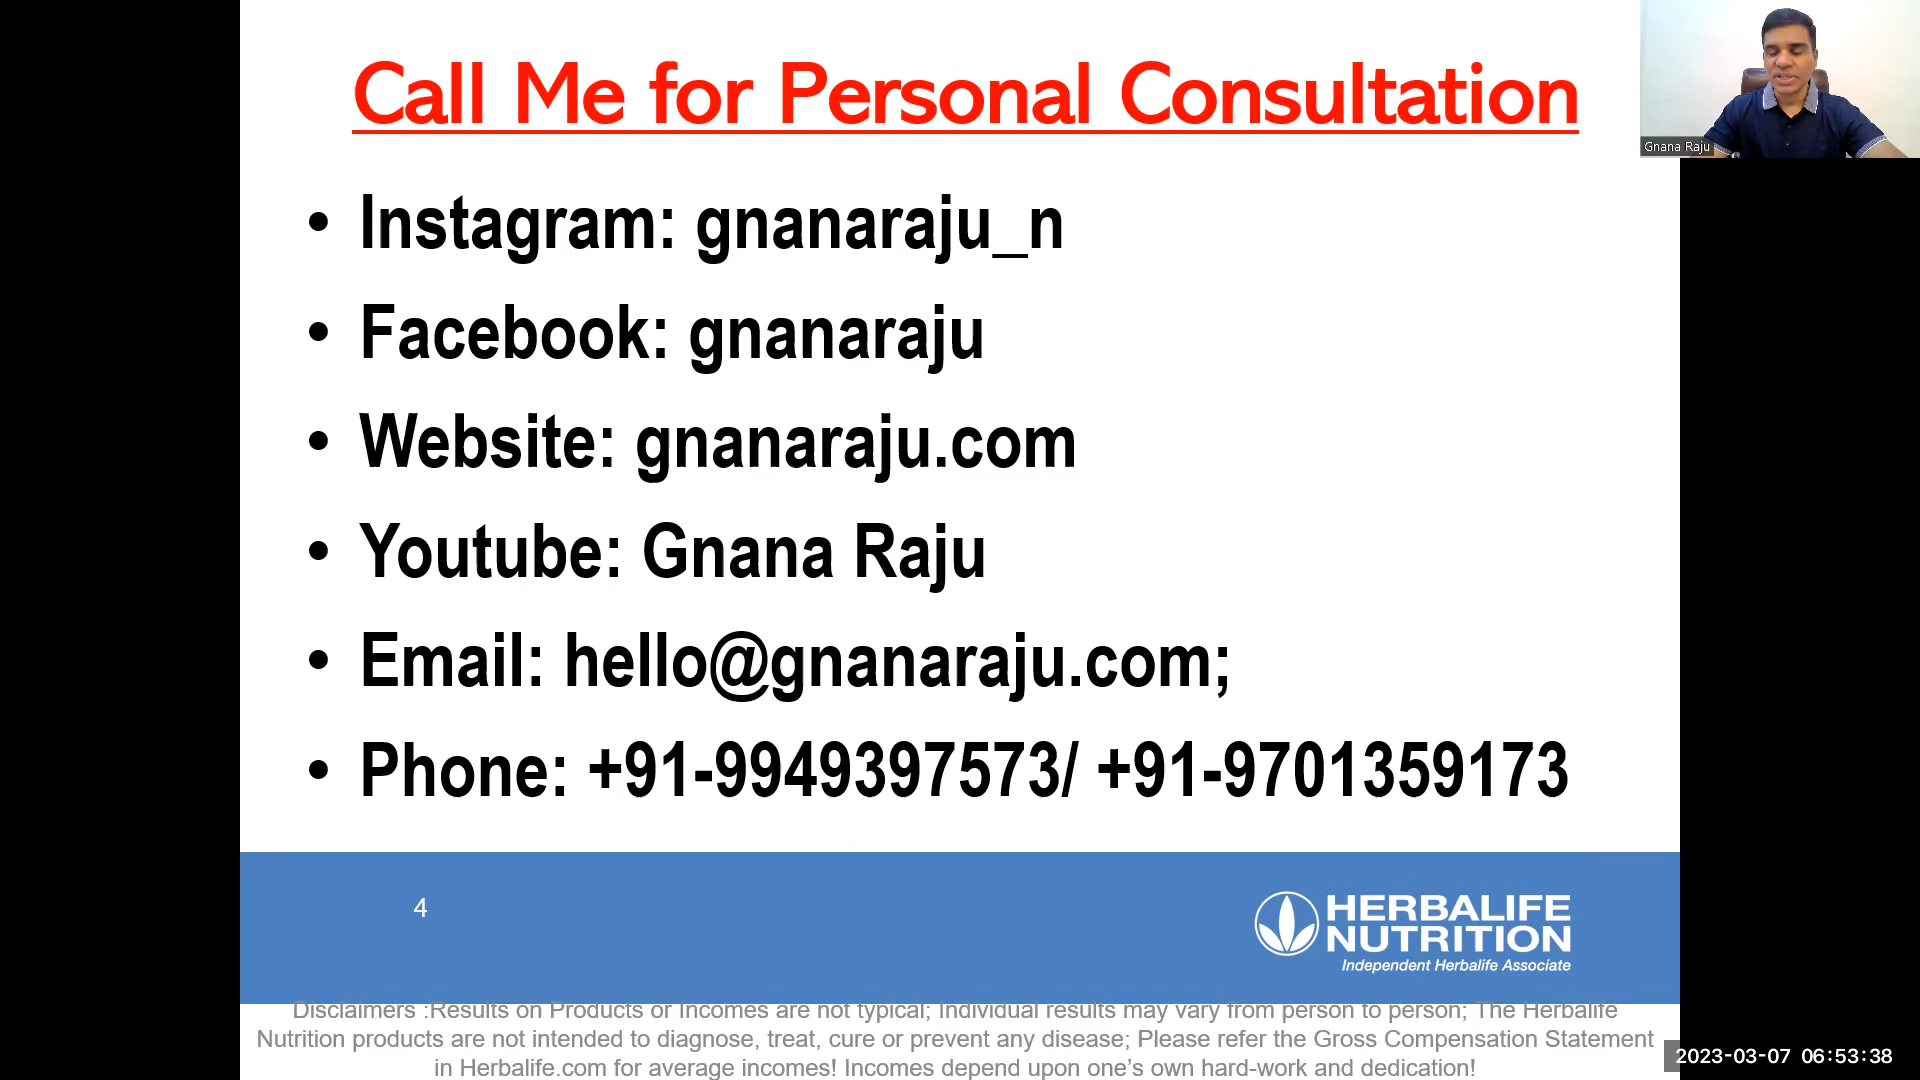 Call Me for Personal Consultation
Gnana Raju
• Instagram: gnanaraju_n
• Facebook: gnanaraju
• Website: gnanaraju.com
• Youtube: Gnana Raju
• Email: hello@gnanaraju.com;
• Phone: +91-9949397573/ +91-9701359173
4
HERBALIFE
NUTRITION
Independent Herbalife Associate
Disclaimers :Results on Products or Incomes are not typical; Individual results may vary from person to person; The Herbalife
Nutrition products are not intended to diagnose, treat, cure or prevent any disease; Please refer the Gross Compensation Statement
in Herbalife.com for average incomes! Incomes depend upon one’s own hard-work and dedication!
2023-03-07 06:53:38